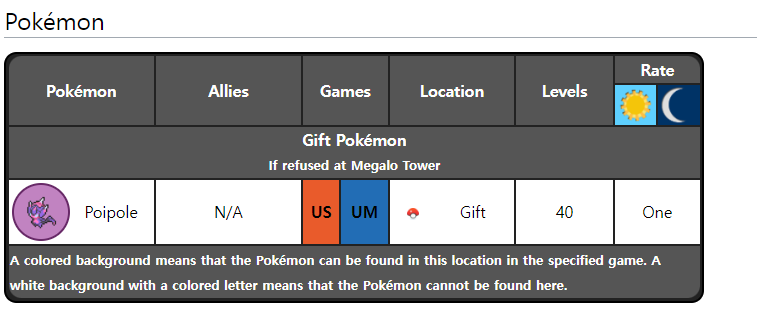 Pokémon
Pokémon Allies Games Location Levels Rate
Gift Pokémon
If refused at Megalo Tower
Poipole N/A US UM Gift 40 One
A colored background means that the Pokémon can be found in this location in the specified game. A
white background with a colored letter means that the Pokémon cannot be found here.